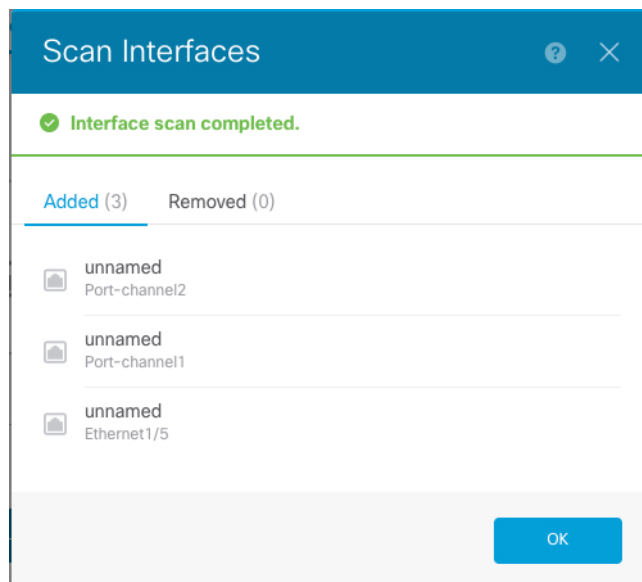 Scan Interfaces
Interface scan completed.
Added (3) Removed (0)
unnamed
Port-channel2
unnamed
Port-channel1
unnamed
Ethernet1/5
OK